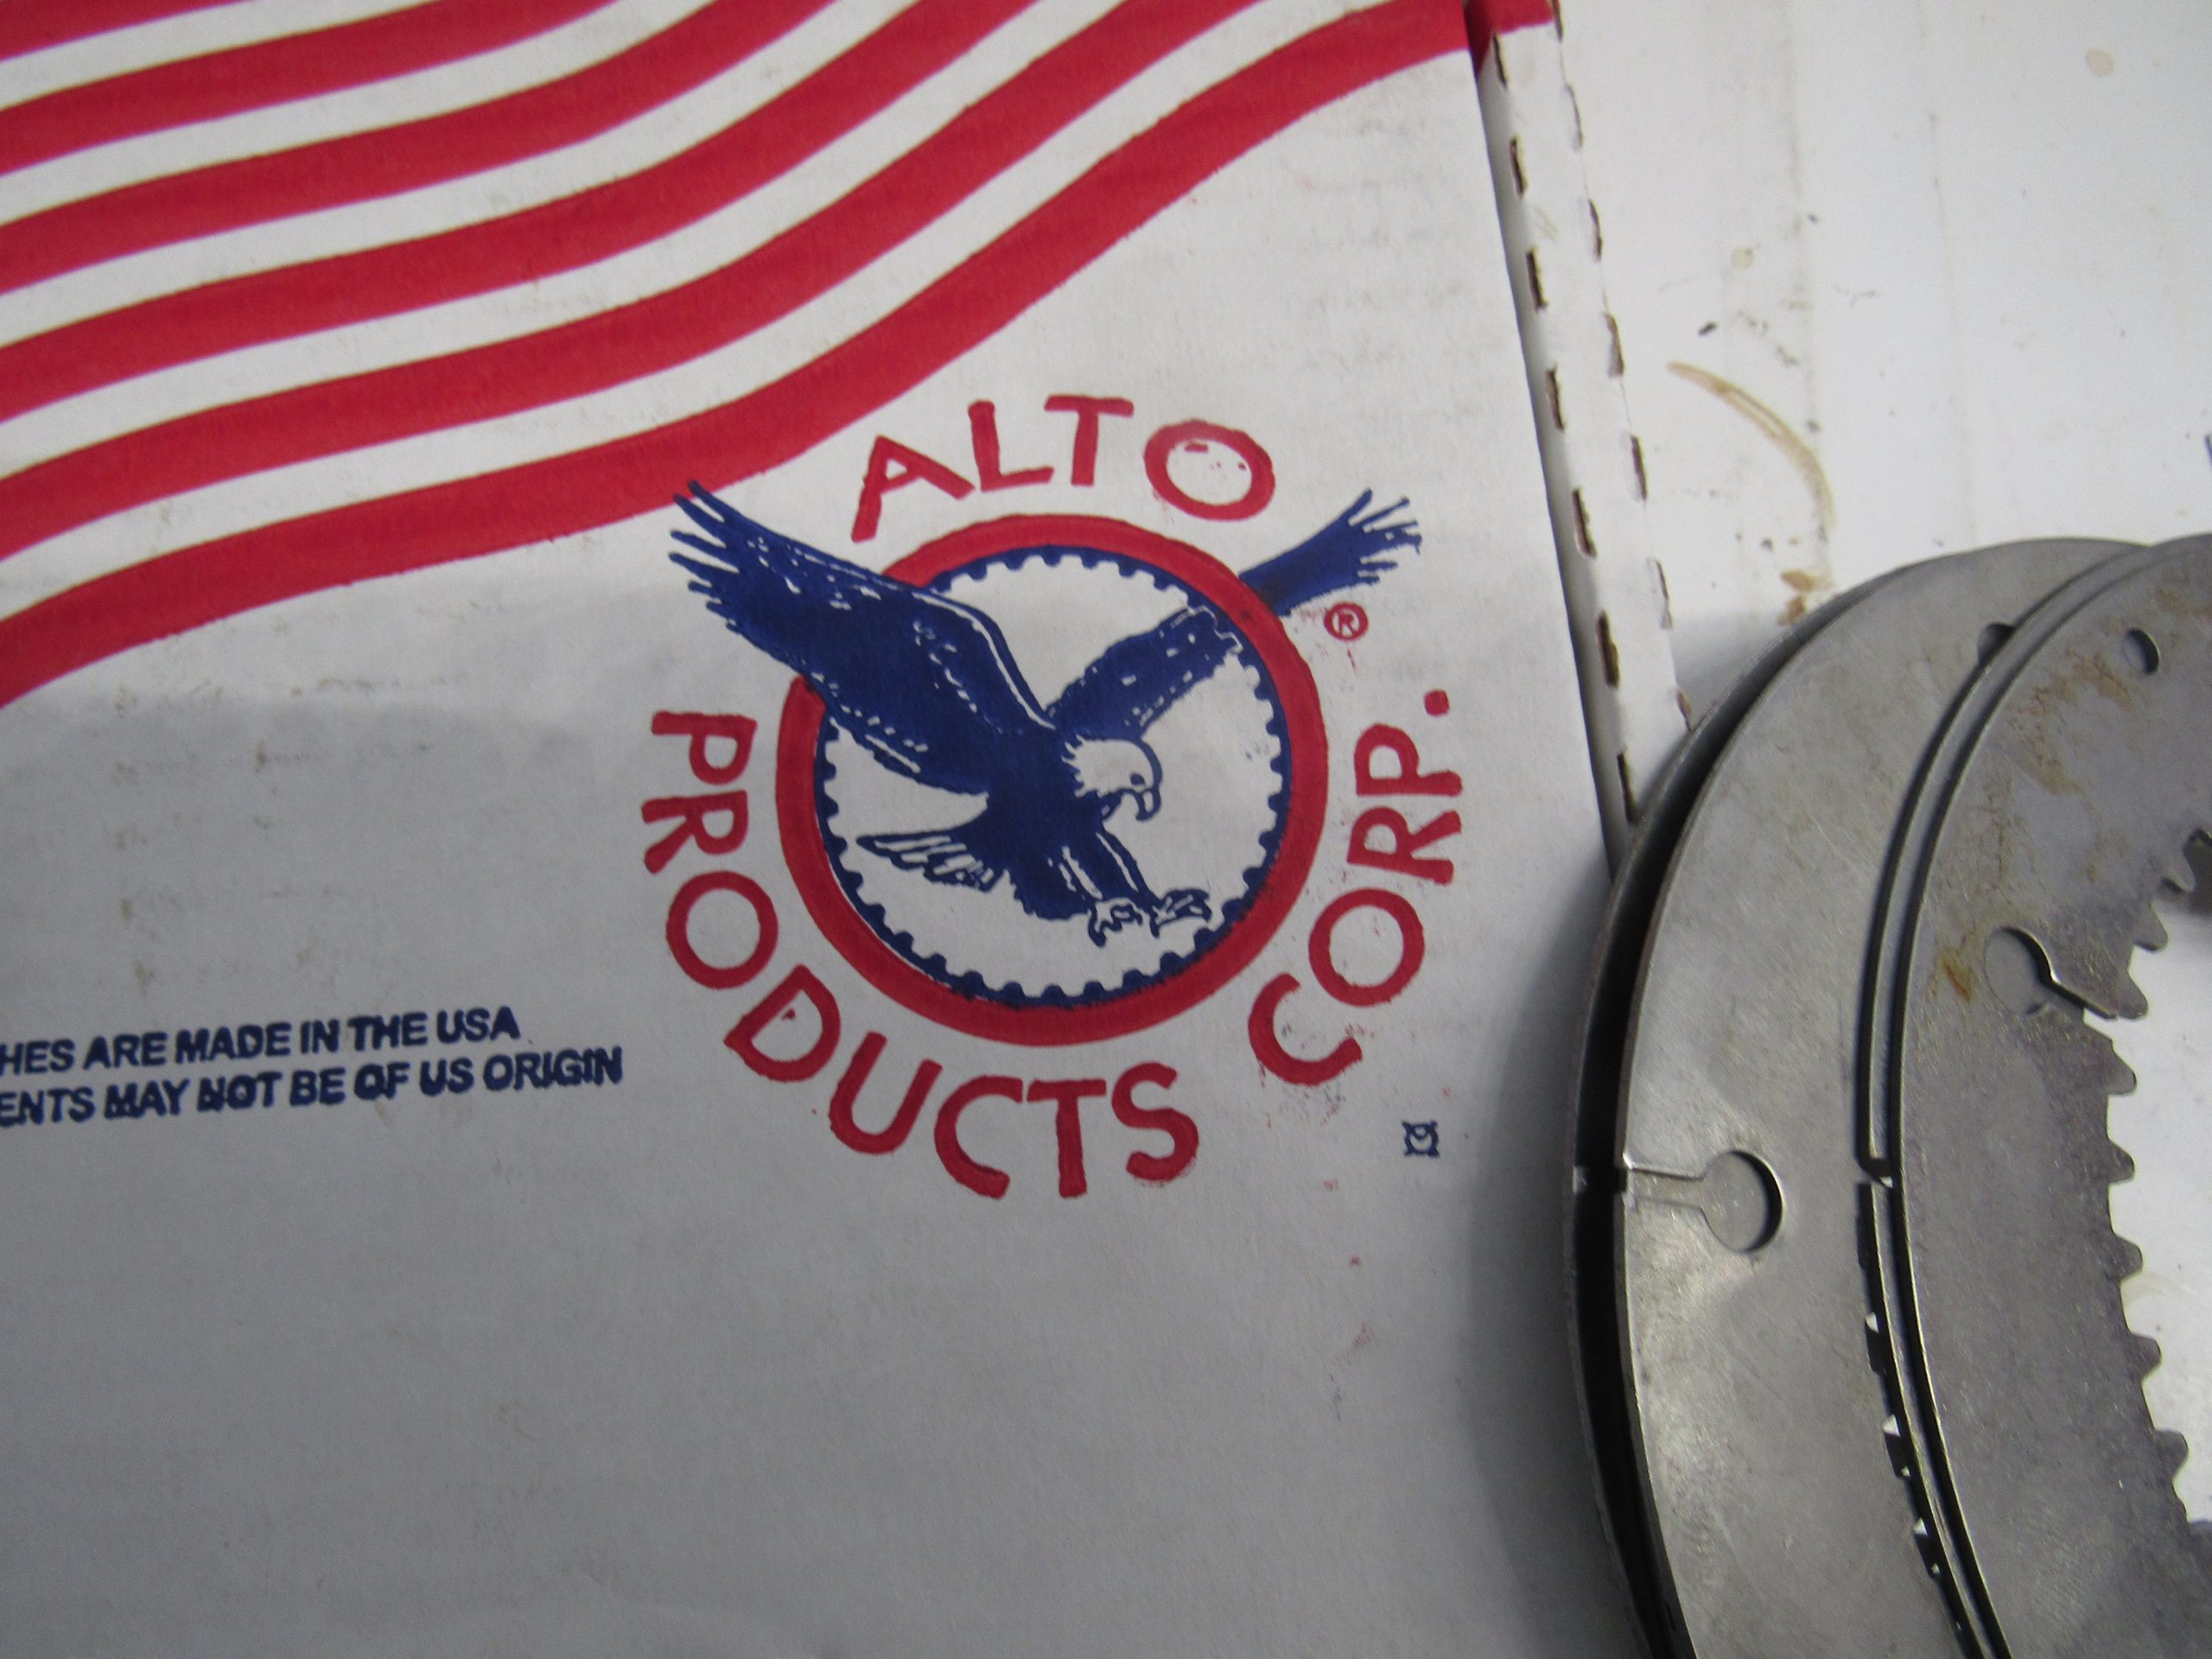 ALTO
PRODUCTS CORP.
®
HES ARE MADE IN THE USA
ENTS MAY NOT BE OF US ORIGIN